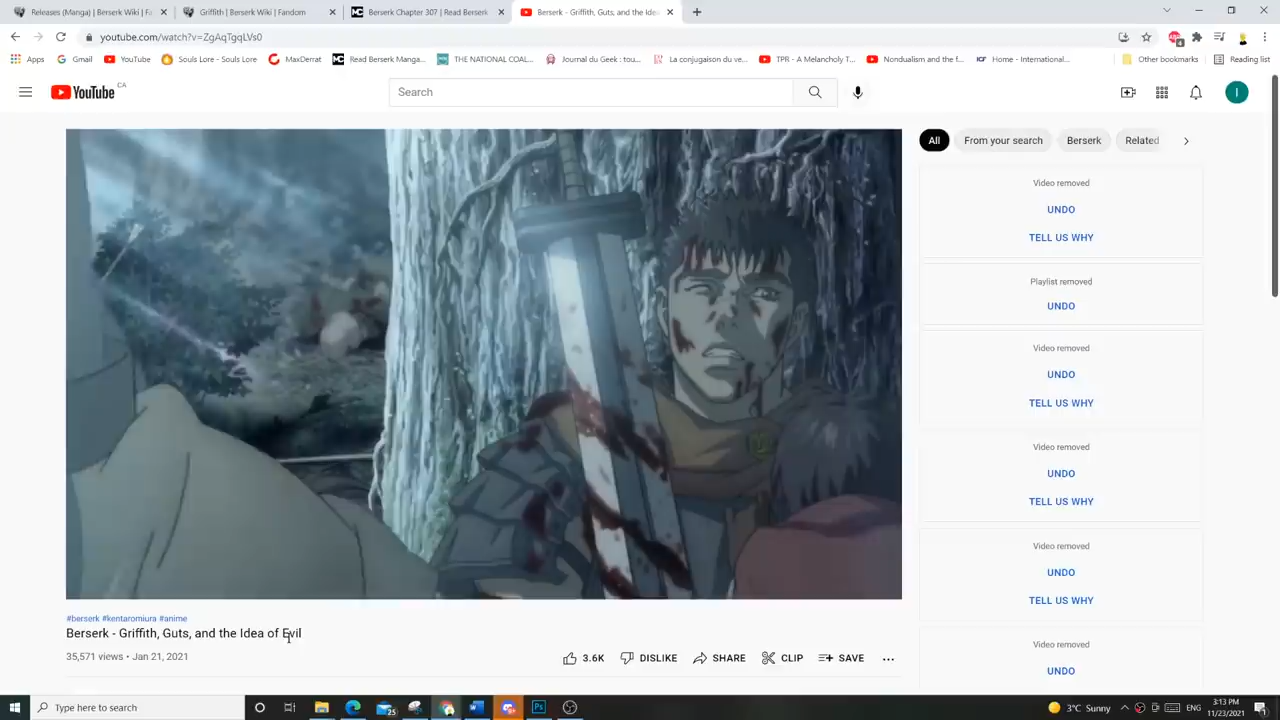 Releases (Manga) | Berserk Wiki | Fa
Griffith | Berserk Wiki | Fandom
Berserk Chapter 307 | Read Berserk
Berserk - Griffith, Guts, and the Idea
youtube.com/watch?v=ZgAqTgqLVs0
Apps
Gmail
YouTube
Souls Lore - Souls Lore
MaxDerrat
Read Berserk Manga...
THE NATIONAL COAL...
Journal du Geek : tou...
La conjugaison du ve...
TPR - A Melancholy T...
Nondualism and the f...
Home - International...
Other bookmarks
Reading list
YouTube CA
Search
I
All
From your search
Berserk
Related
Video removed
UNDO
TELL US WHY
Playlist removed
UNDO
Video removed
UNDO
TELL US WHY
Video removed
UNDO
TELL US WHY
Video removed
UNDO
TELL US WHY
Video removed
UNDO
#berserk #kentaromiura #anime
Berserk - Griffith, Guts, and the Idea of Evil
35,571 views • Jan 21, 2021
3.6K
DISLIKE
SHARE
CLIP
SAVE
Type here to search
25
3°C Sunny
ENG
3:13 PM
11/23/2021